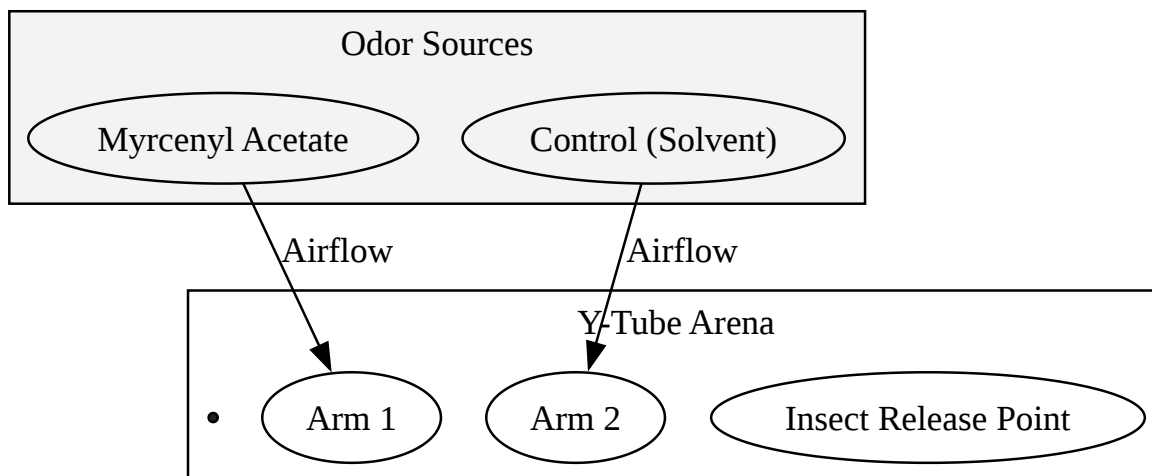 Odor Sources
Myrcenyl Acetate
Control (Solvent)
Airflow
Airflow
Y-Tube Arena
Arm 1
Arm 2
Insect Release Point